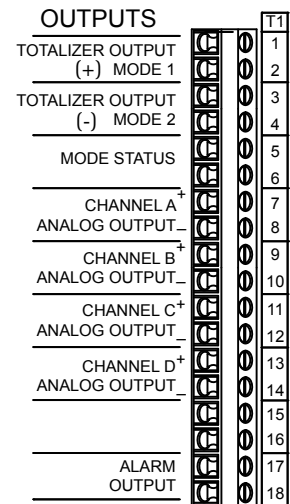 OUTPUTS T1
TOTALIZER OUTPUT 1
(+) MODE 1 2
TOTALIZER OUTPUT 3
(-) MODE 2 4
MODE STATUS 5
6
CHANNEL A + 7
ANALOG OUTPUT – 8
CHANNEL B + 9
ANALOG OUTPUT – 10
CHANNEL C + 11
ANALOG OUTPUT – 12
CHANNEL D + 13
ANALOG OUTPUT – 14
15
16
ALARM 17
OUTPUT 18